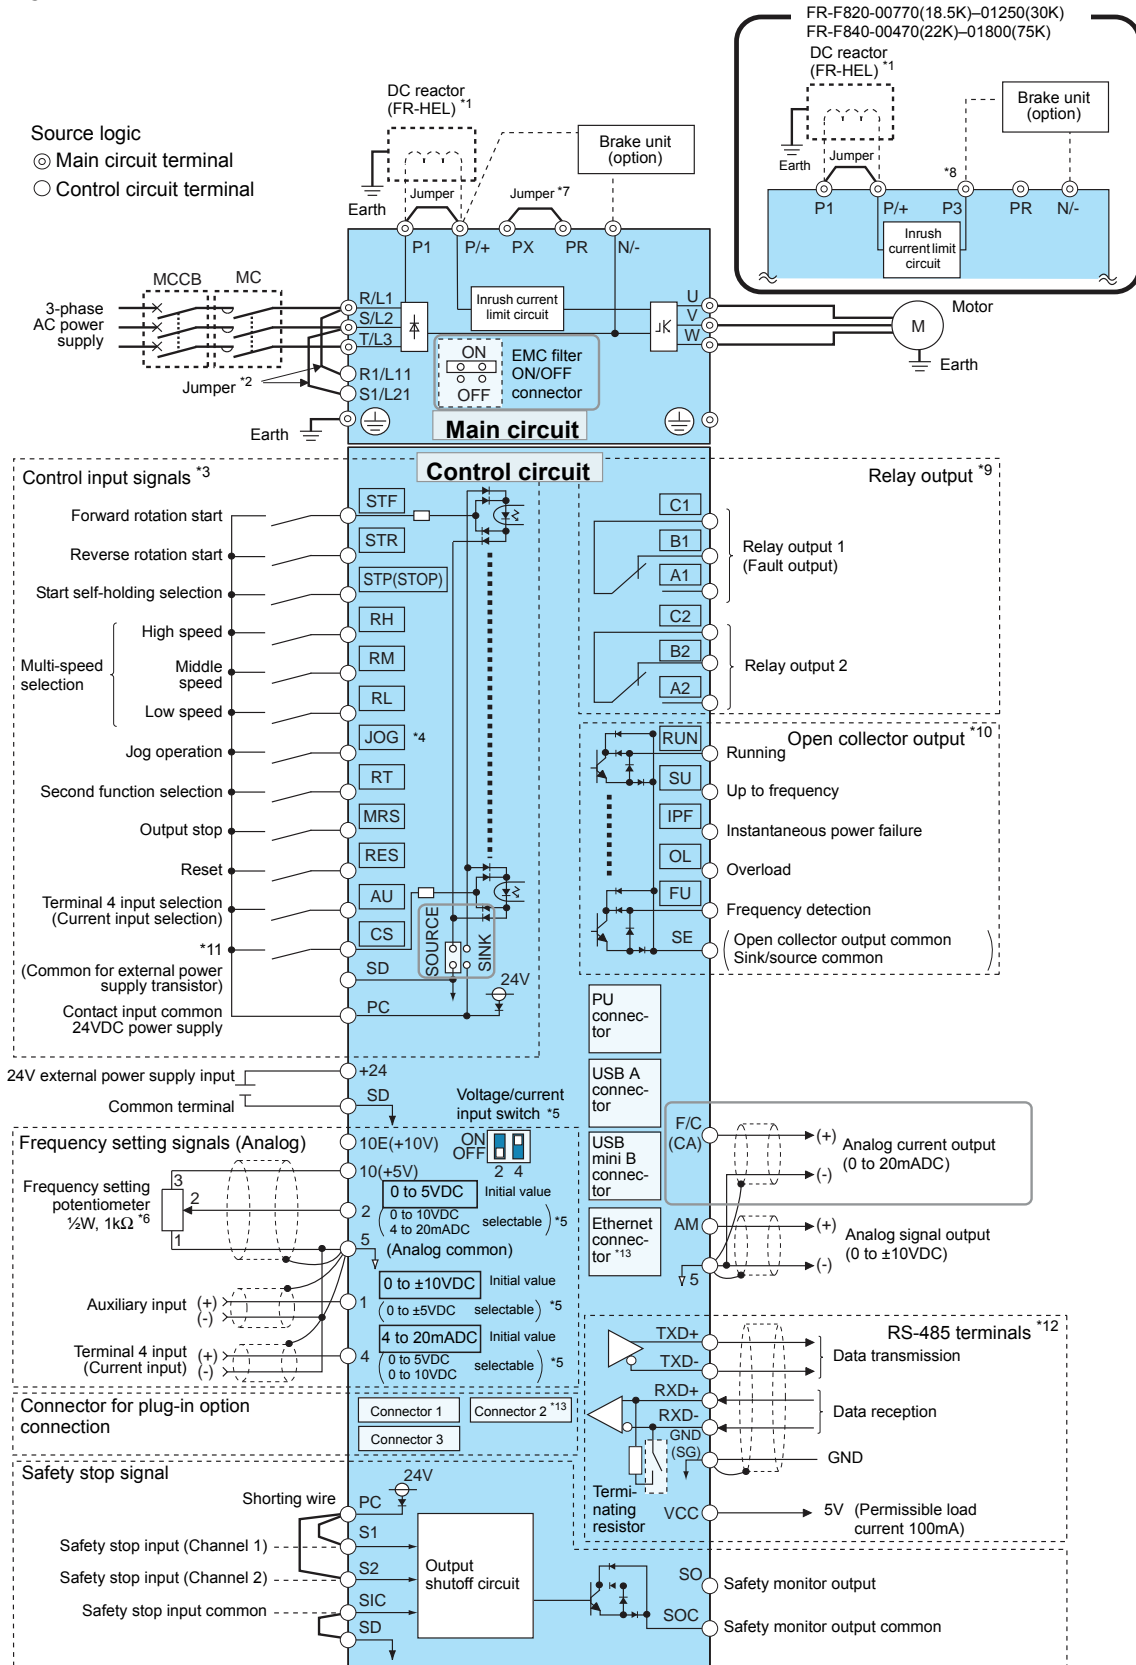 FR-F820-00770(18.5K)–01250(30K)
FR-F840-00470(22K)–01800(75K)
DC reactor
(FR-HEL) *1
Brake unit
(option)
Earth
Jumper
*8
P1
P/+
P3
PR
N/-
Inrush
current limit
circuit
Source logic
Main circuit terminal
Control circuit terminal
DC reactor
(FR-HEL) *1
Brake unit
(option)
Earth
Jumper
Jumper *7
P1
P/+
PX
PR
N/-
MCCB
MC
3-phase
AC power
supply
R/L1
S/L2
T/L3
R1/L11
S1/L21
Jumper *2
Inrush current
limit circuit
U
V
W
Motor
M
Earth
ON
OFF
EMC filter
ON/OFF
connector
Earth
Main circuit
Control circuit
Control input signals *3
Forward rotation start
STF
Reverse rotation start
STR
Start self-holding selection
STP(STOP)
Multi-speed
selection
High speed
RH
Middle
speed
RM
Low speed
RL
Jog operation
JOG *4
Second function selection
RT
Output stop
MRS
Reset
RES
Terminal 4 input selection
(Current input selection)
AU
*11
CS
(Common for external power
supply transistor)
SD
Contact input common
24VDC power supply
PC
SOURCE
SINK
24V
Relay output *9
C1
B1
A1
Relay output 1
(Fault output)
C2
B2
A2
Relay output 2
Open collector output *10
RUN
Running
SU
Up to frequency
IPF
Instantaneous power failure
OL
Overload
FU
Frequency detection
SE
Open collector output common
Sink/source common
PU
connec-
tor
USB A
connec-
tor
USB
mini B
connec-
tor
Ethernet
connec-
tor *13
24V external power supply input
+24
Common terminal
SD
Voltage/current
input switch *5
ON
OFF
2 4
Frequency setting signals (Analog)
10E(+10V)
10(+5V)
Frequency setting
potentiometer
½W, 1kΩ *6
3
2
1
2
0 to 5VDC
Initial value
(0 to 10VDC
4 to 20mADC
selectable) *5
5
(Analog common)
Auxiliary input
(+)
(-)
1
0 to ±10VDC
Initial value
(0 to ±5VDC
selectable) *5
Terminal 4 input
(Current input)
(+)
(-)
4
4 to 20mADC
Initial value
(0 to 5VDC
0 to 10VDC
selectable) *5
F/C
(CA)
(+)
(-)
Analog current output
(0 to 20mADC)
AM
5
(+)
(-)
Analog signal output
(0 to ±10VDC)
RS-485 terminals *12
TXD+
TXD-
Data transmission
RXD+
RXD-
Data reception
GND
(SG)
GND
Termi-
nating
resistor
VCC
5V
(Permissible load
current 100mA)
Connector for plug-in option
connection
Connector 1
Connector 2 *13
Connector 3
Safety stop signal
24V
Shorting wire
PC
S1
Safety stop input (Channel 1)
S2
Safety stop input (Channel 2)
SIC
Safety stop input common
SD
Output
shutoff circuit
SO
Safety monitor output
SOC
Safety monitor output common